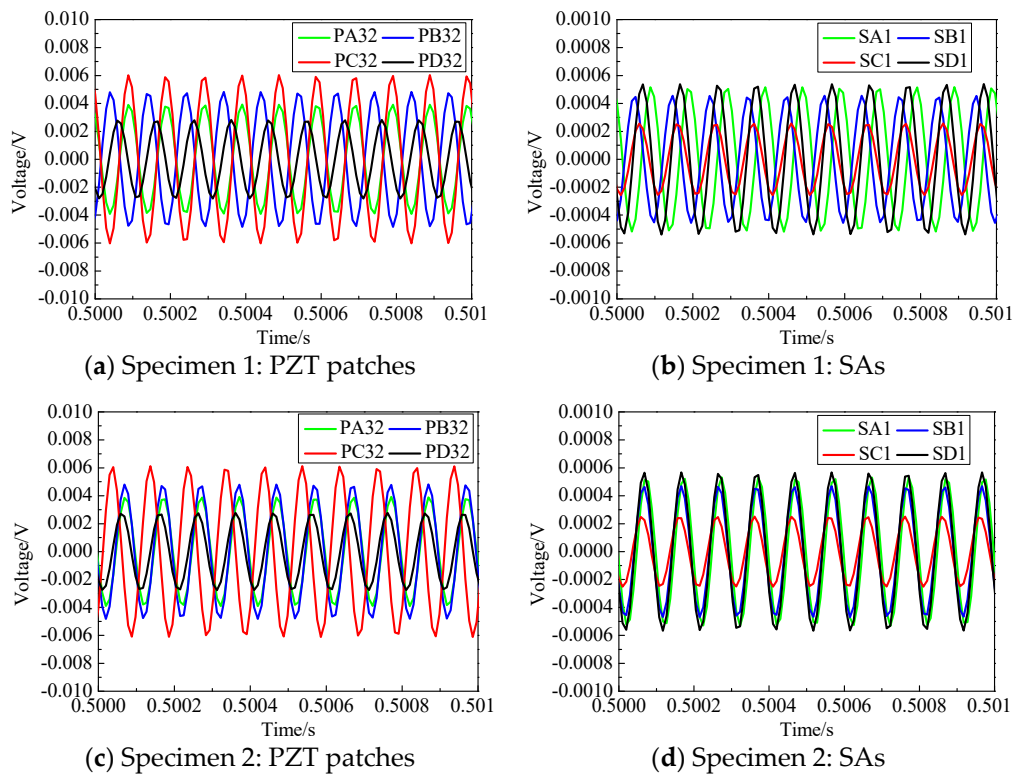 0.010
0.008
0.006
0.004
0.002
0.000
-0.002
-0.004
-0.006
-0.008
-0.010
Voltage/V
PA32 PB32
PC32 PD32
0.5000 0.5002 0.5004 0.5006 0.5008 0.501
Time/s
(a) Specimen 1: PZT patches
0.0010
0.0008
0.0006
0.0004
0.0002
0.0000
-0.0002
-0.0004
-0.0006
-0.0008
-0.0010
Voltage/V
SA1 SB1
SC1 SD1
0.5000 0.5002 0.5004 0.5006 0.5008 0.501
Time/s
(b) Specimen 1: SAs
0.010
0.008
0.006
0.004
0.002
0.000
-0.002
-0.004
-0.006
-0.008
-0.010
Voltage/V
PA32 PB32
PC32 PD32
0.5000 0.5002 0.5004 0.5006 0.5008 0.501
Time/s
(c) Specimen 2: PZT patches
0.0010
0.0008
0.0006
0.0004
0.0002
0.0000
-0.0002
-0.0004
-0.0006
-0.0008
-0.0010
Voltage/V
SA1 SB1
SC1 SD1
0.5000 0.5002 0.5004 0.5006 0.5008 0.501
Time/s
(d) Specimen 2: SAs